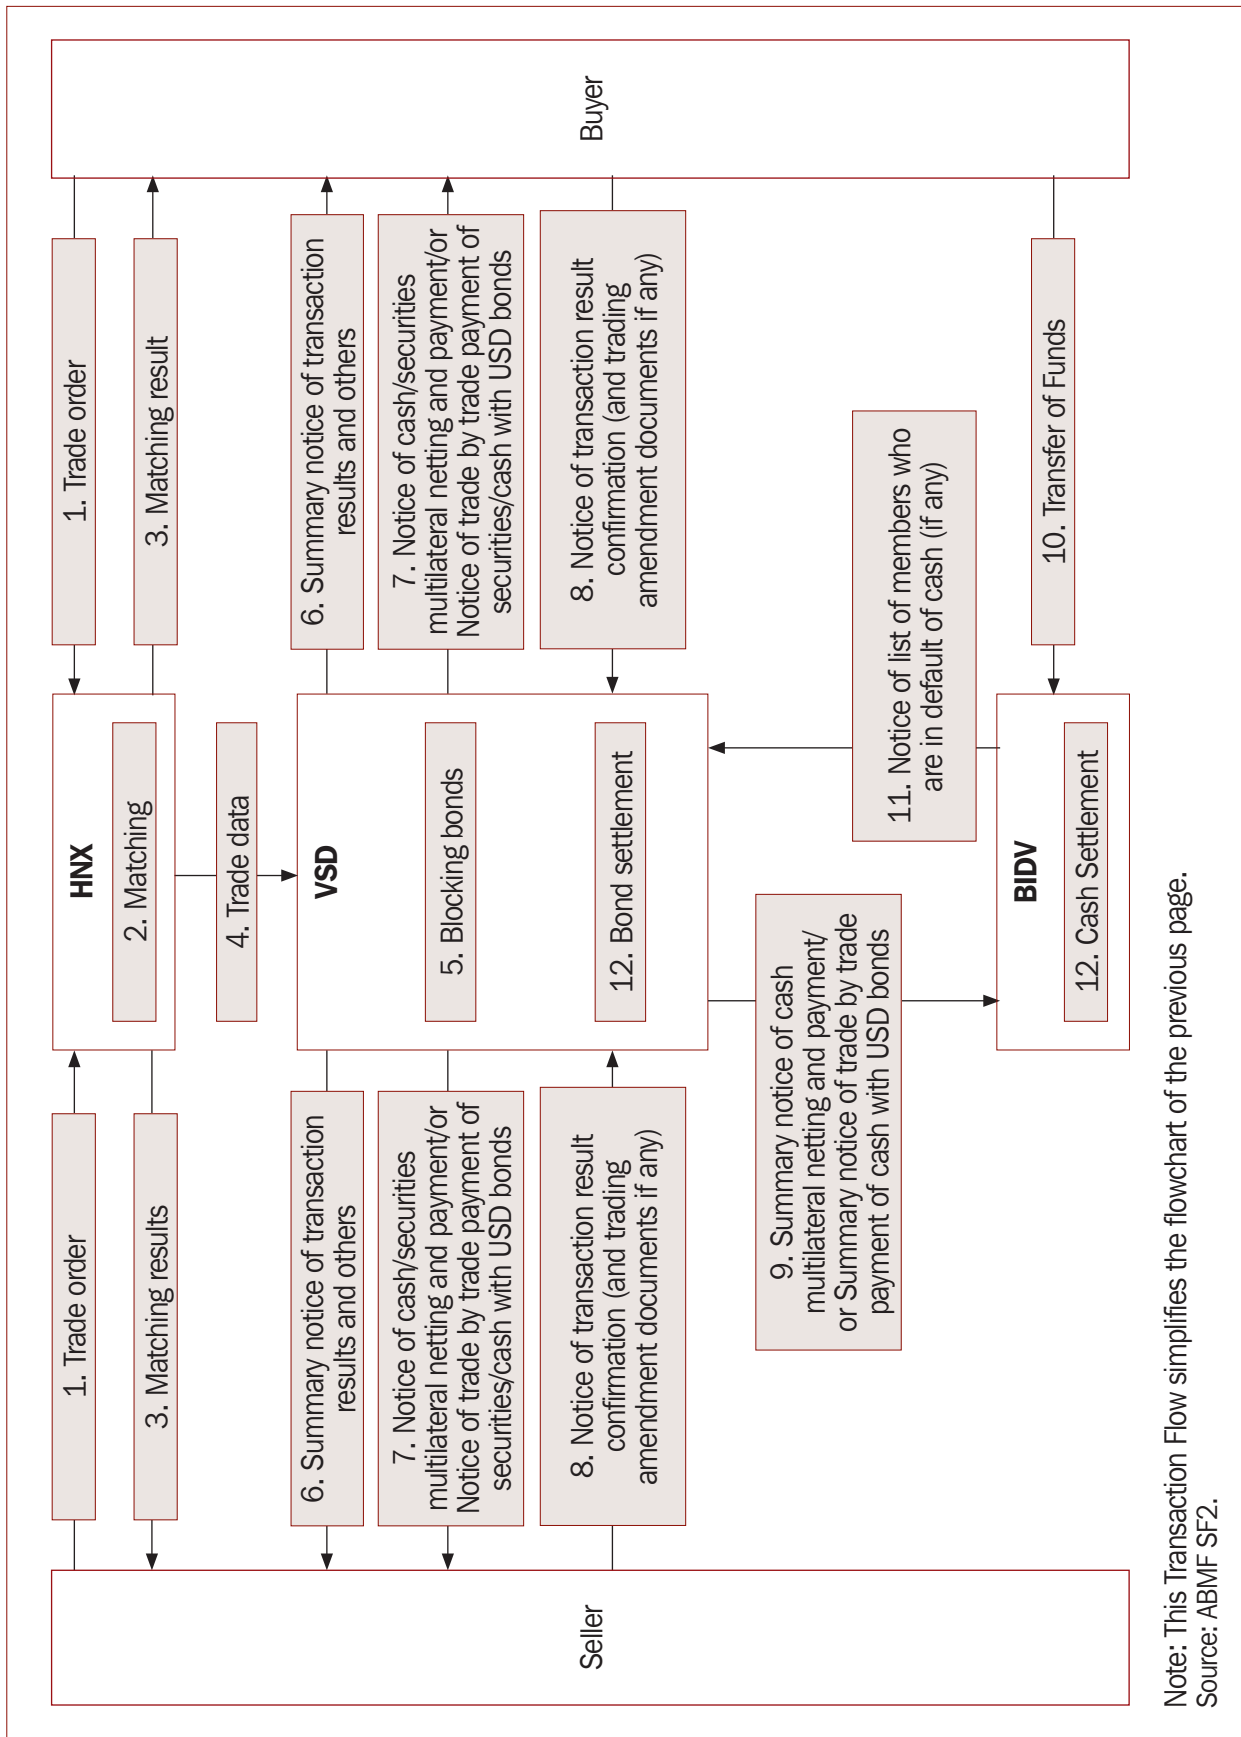 Seller
1. Trade order
3. Matching results
6. Summary notice of transaction
results and others
7. Notice of cash/securities
multilateral netting and payment/or
Notice of trade by trade payment of
securities/cash with USD bonds
8. Notice of transaction result
confirmation (and trading
amendment documents if any)
HNX
2. Matching
4. Trade data
VSD
5. Blocking bonds
12. Bond settlement
9. Summary notice of cash
multilateral netting and payment/
or Summary notice of trade by trade
payment of cash with USD bonds
11. Notice of list of members who
are in default of cash (if any)
BIDV
12. Cash Settlement
1. Trade order
3. Matching result
6. Summary notice of transaction
results and others
7. Notice of cash/securities
multilateral netting and payment/or
Notice of trade by trade payment of
securities/cash with USD bonds
8. Notice of transaction result
confirmation (and trading
amendment documents if any)
10. Transfer of Funds
Buyer
Note: This Transaction Flow simplifies the flowchart of the previous page.
Source: ABMF SF2.